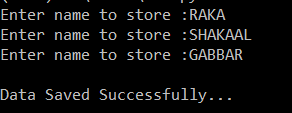 Enter name to store :RAKA
Enter name to store :SHAKAAL
Enter name to store :GABBAR
Data Saved Successfully...